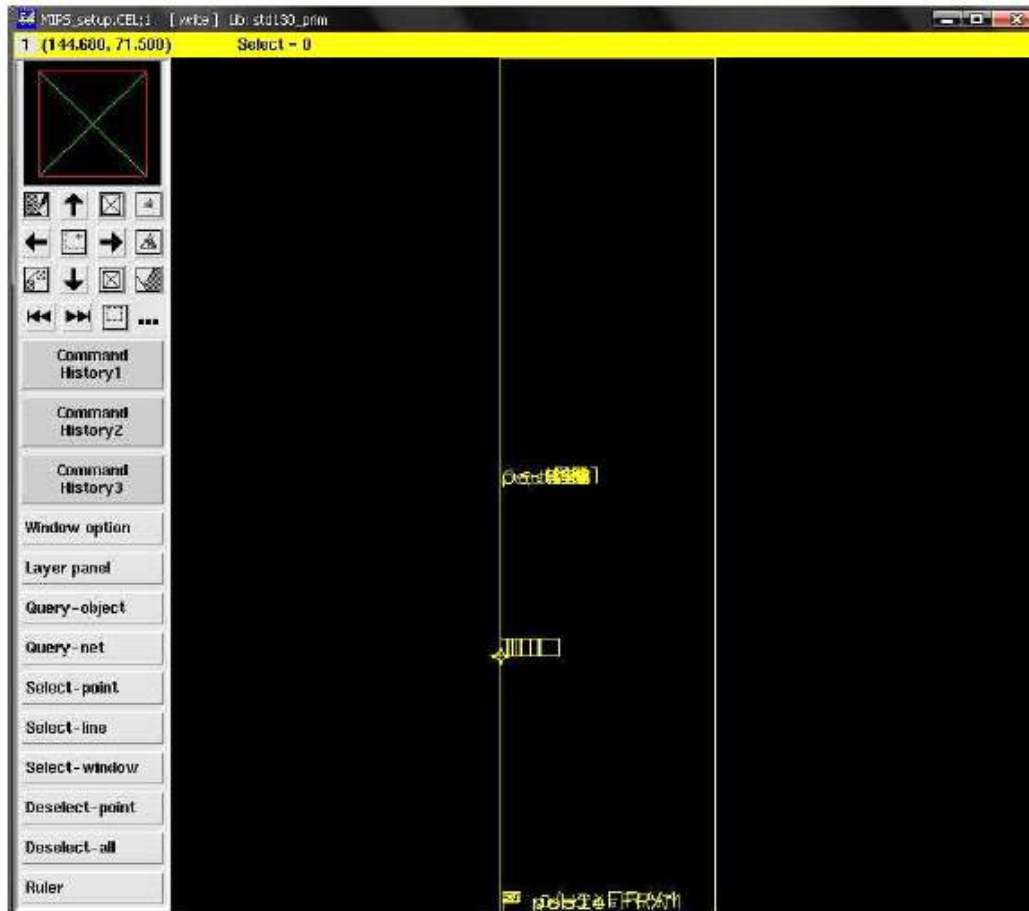 MIPS_setup.CEL;1 [ write ] Lib: std130_prim
1 (144.680, 71.500) Select - 0
Command
History1
Command
History2
Command
History3
Window option
Layer panel
Query-object
Query-net
Select-point
Select-line
Select-window
Deselect-point
Deselect-all
Ruler